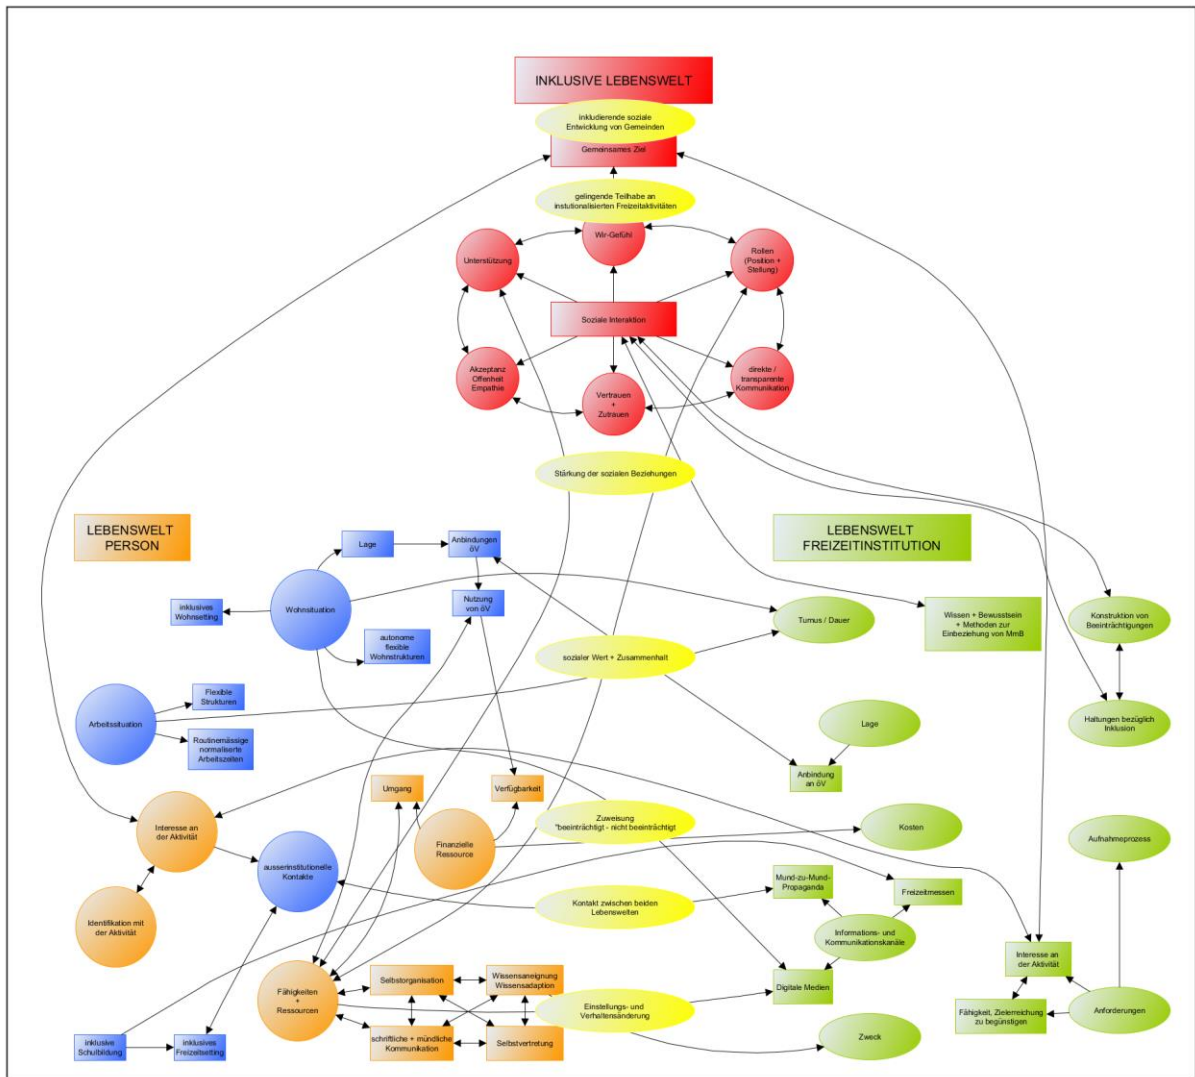 INKLUSIVE LEBENSWELT
inkludierende soziale
Entwicklung von Gemeinden
Gemeinsames Ziel
gelingende Teilhabe an
instutionalisierten Freizeitaktivitäten
Wir-Gefühl
Unterstützung
Rollen
(Position +
Stellung)
Soziale Interaktion
Akzeptanz
Offenheit
Empathie
Vertrauen
+
Zutrauen
direkte /
transparente
Kommunikation
Stärkung der sozialen Beziehungen
LEBENSWELT
PERSON
LEBENSWELT
FREIZEITINSTITUTION
Lage
Anbindungen
öV
Wohnsituation
inklusives
Wohnsetting
Nutzung
von öV
autonome
flexible
Wohnstrukturen
Turnus / Dauer
Wissen + Bewusstsein
+ Methoden zur
Einbeziehung von MmB
Konstruktion von
Beeinträchtigungen
sozialer Wert + Zusammenhalt
Flexible
Strukturen
Arbeitssituation
Routinemässige
normaliserte
Arbeitszeiten
Lage
Haltungen bezüglich
Inklusion
Anbindung
an öV
Umgang
Verfügbarkeit
Interesse an
der Aktivität
Finanzielle
Ressource
Zuweisung
"beeinträchtigt - nicht beeinträchtigt
Kosten
Aufnahmeprozess
ausserinstitutionelle
Kontakte
Mund-zu-Mund-
Propaganda
Freizeitmessen
Kontakt zwischen beiden
Lebenswelten
Identifikation mit
der Aktivität
Informations- und
Kommunikationskanäle
Interesse an
der Aktivität
Fähigkeiten
+
Ressourcen
Selbstorganisation
Wissensaneignung
Wissensadaption
Digitale Medien
Einstellungs- und
Verhaltensänderung
Fähigkeit, Zielerreichung
zu begünstigen
Anforderungen
inklusive
Schulbildung
inklusives
Freizeitsetting
schriftliche + mündliche
Kommunikation
Selbstvertretung
Zweck